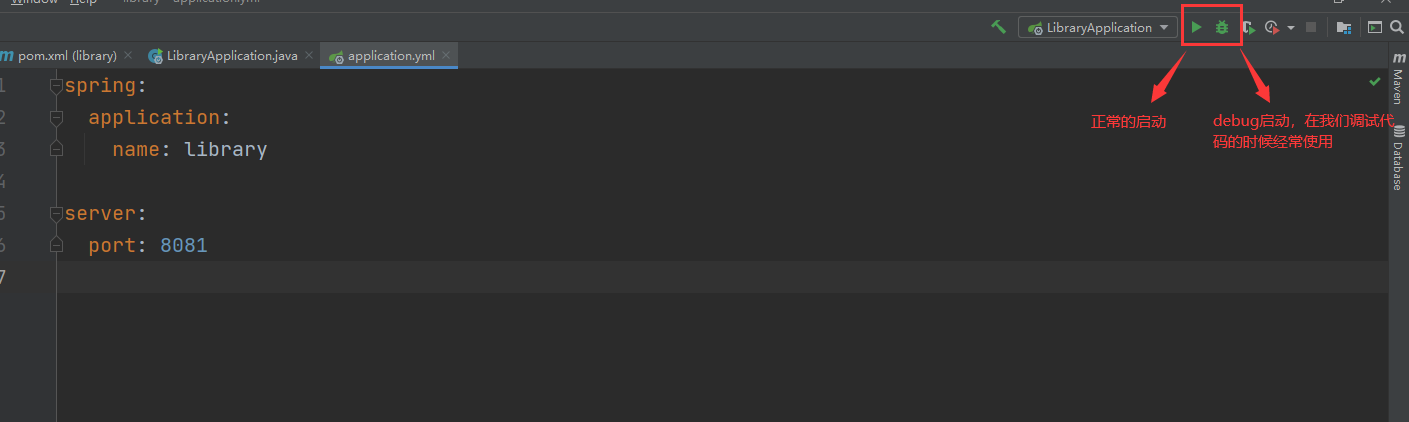 Window Help library - application.yml
LibraryApplication
pom.xml (library) LibraryApplication.java application.yml
1 spring:
2 application:
3 name: library
4
5 server:
6 port: 8081
7
正常的启动
debug启动，在我们调试代
码的时候经常使用
m
Maven
Database